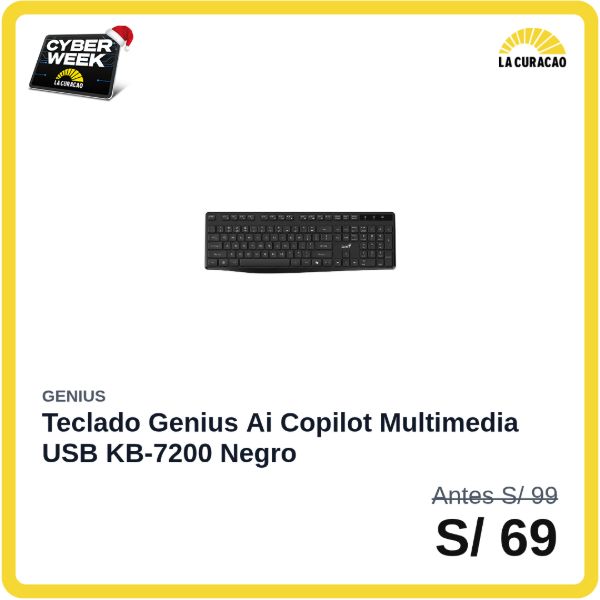 CYBER
WEEK
LA CURACAO
LA CURACAO
GENIUS
Teclado Genius Ai Copilot Multimedia
USB KB-7200 Negro
Antes S/ 99
S/ 69